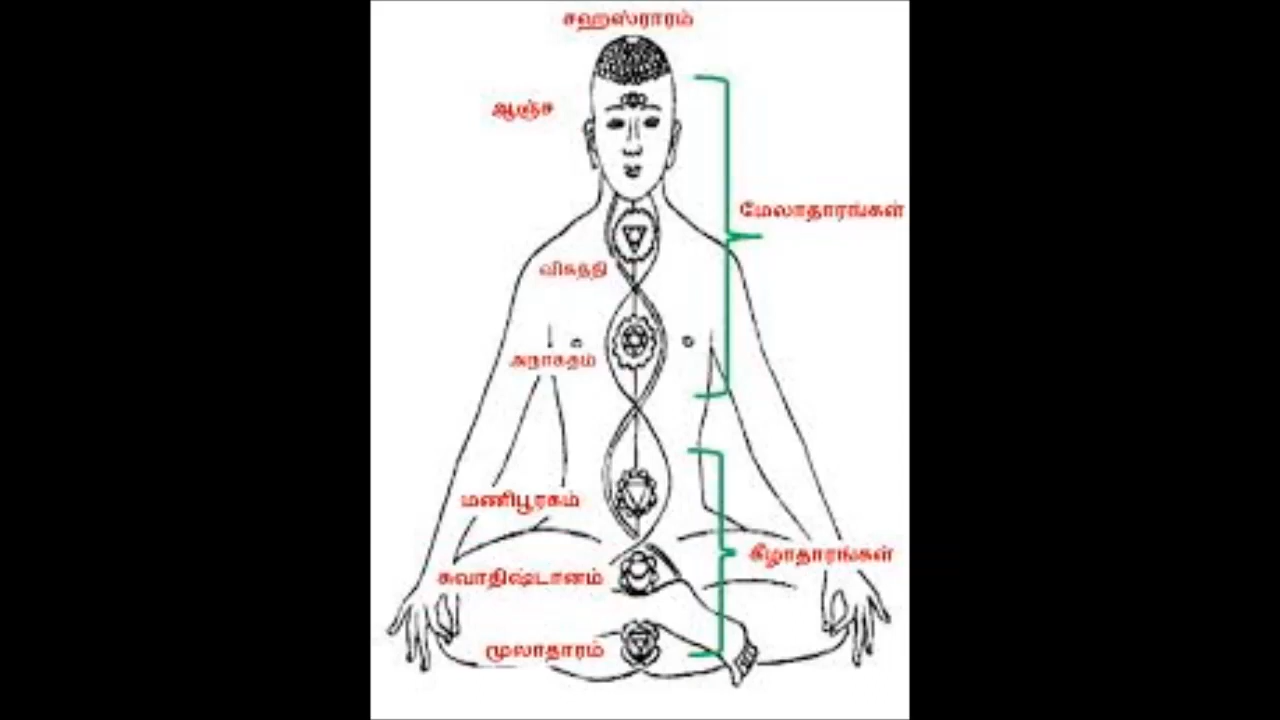 சஹஸ்ராரம்
ஆஞ்ச
மேலாதாரங்கள்
விசுத்தி
அநாகதம்
மணிபூரகம்
கீழாதாரங்கள்
சுவாதிஷ்டானம்
மூலாதாரம்